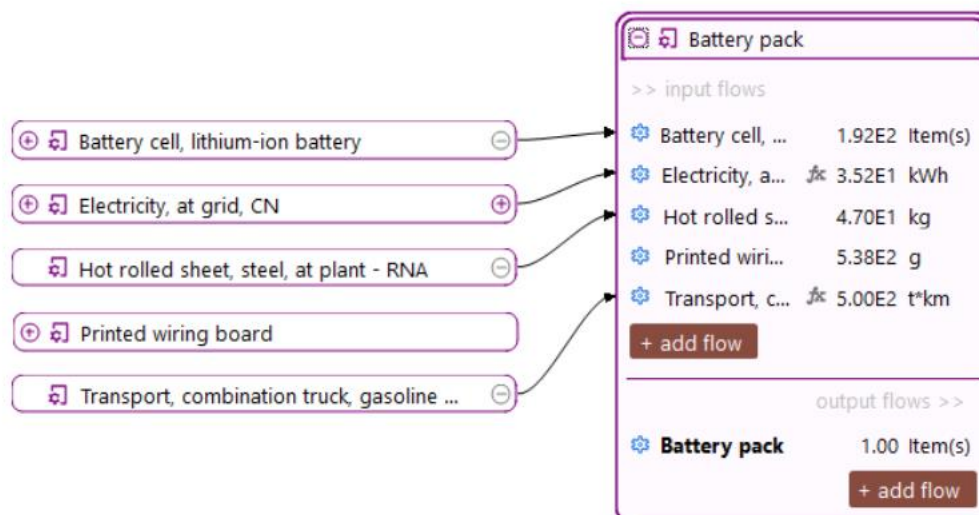 Battery pack
>> input flows
Battery cell, lithium-ion battery
Battery cell, ... 1.92E2 Item(s)
Electricity, at grid, CN
Electricity, a... fx 3.52E1 kWh
Hot rolled sheet, steel, at plant - RNA
Hot rolled s... 4.70E1 kg
Printed wiring board
Printed wiri... 5.38E2 g
Transport, combination truck, gasoline ...
Transport, c... fx 5.00E2 t*km
+ add flow
output flows >>
Battery pack 1.00 Item(s)
+ add flow